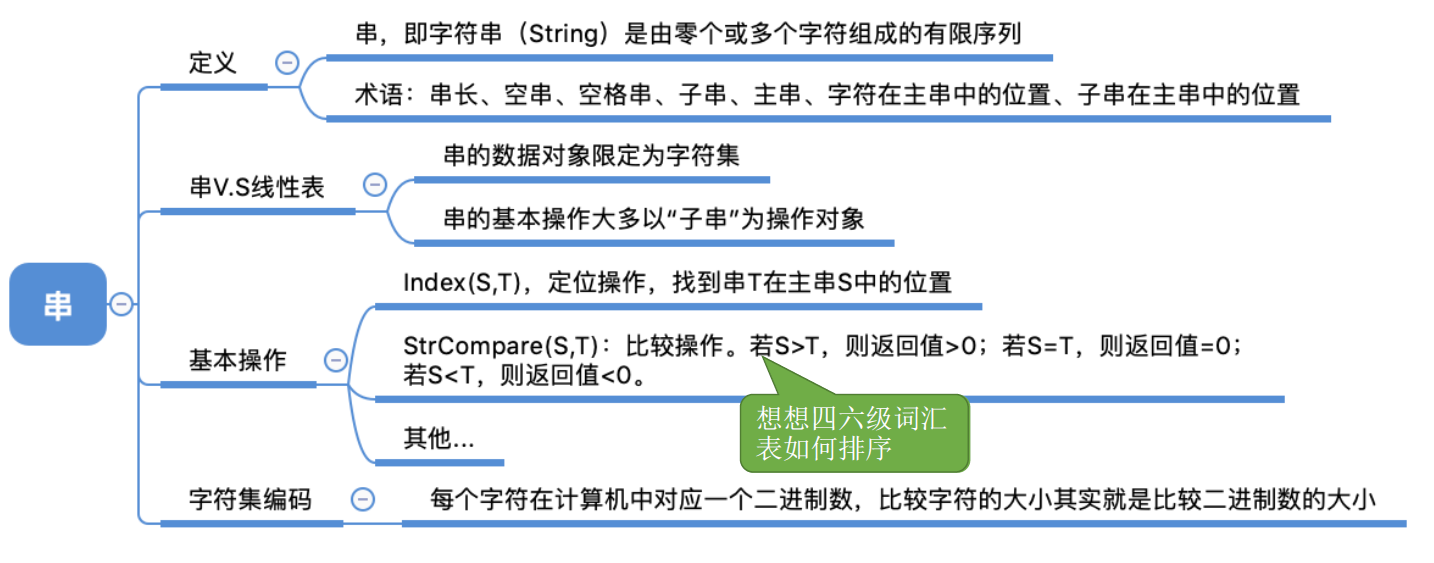 串，即字符串（String）是由零个或多个字符组成的有限序列
定义
术语：串长、空串、空格串、子串、主串、字符在主串中的位置、子串在主串中的位置
串的数据对象限定为字符集
串V.S线性表
串的基本操作大多以“子串”为操作对象
串
Index(S,T)，定位操作，找到串T在主串S中的位置
基本操作
StrCompare(S,T)：比较操作。若S>T，则返回值>0；若S=T，则返回值=0；
若S<T，则返回值<0。
想想四六级词汇
表如何排序
其他...
字符集编码
每个字符在计算机中对应一个二进制数，比较字符的大小其实就是比较二进制数的大小